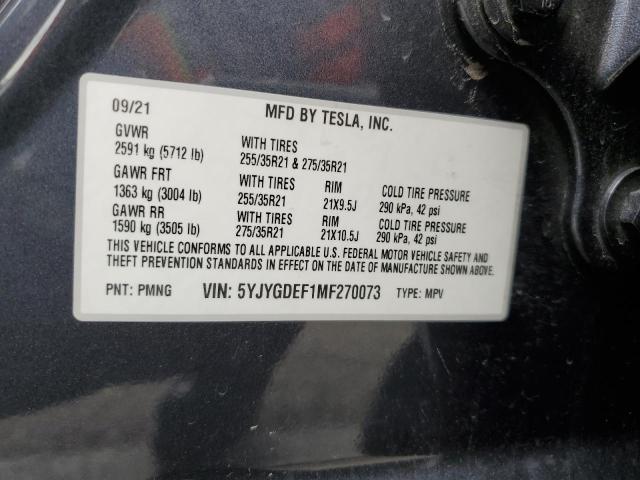 09/21 MFD BY TESLA, INC.
GVWR WITH TIRES
2591 kg (5712 lb) 255/35R21 & 275/35R21
GAWR FRT WITH TIRES RIM COLD TIRE PRESSURE
1363 kg (3004 lb) 255/35R21 21X9.5J 290 kPa, 42 psi
GAWR RR WITH TIRES RIM COLD TIRE PRESSURE
1590 kg (3505 lb) 275/35R21 21X10.5J 290 kPa, 42 psi
THIS VEHICLE CONFORMS TO ALL APPLICABLE U.S. FEDERAL MOTOR VEHICLE SAFETY AND
THEFT PREVENTION STANDARDS IN EFFECT ON THE DATE OF MANUFACTURE SHOWN ABOVE.
PNT: PMNG VIN: 5YJYGDEF1MF270073 TYPE: MPV